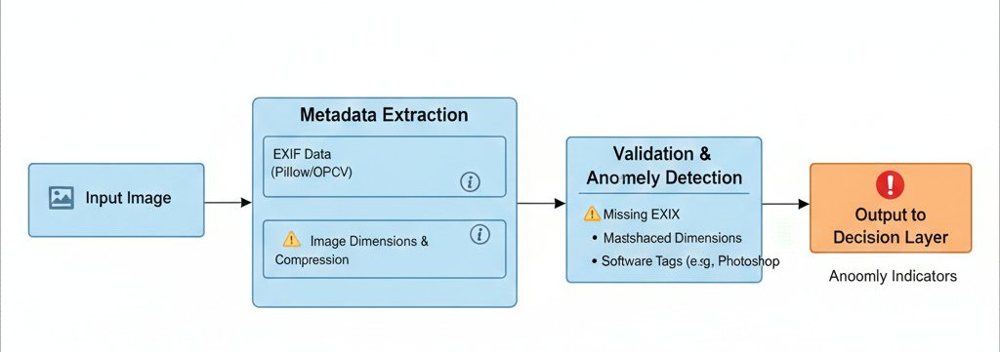 Input Image
Metadata Extraction
EXIF Data
(Pillow/OPCV)
Image Dimensions &
Compression
Validation &
Anomely Detection
Missing EXIX
• Mastshaced Dimensions
• Software Tags (e.g, Photoshop
Output to
Decision Layer
Anoomly Indicators